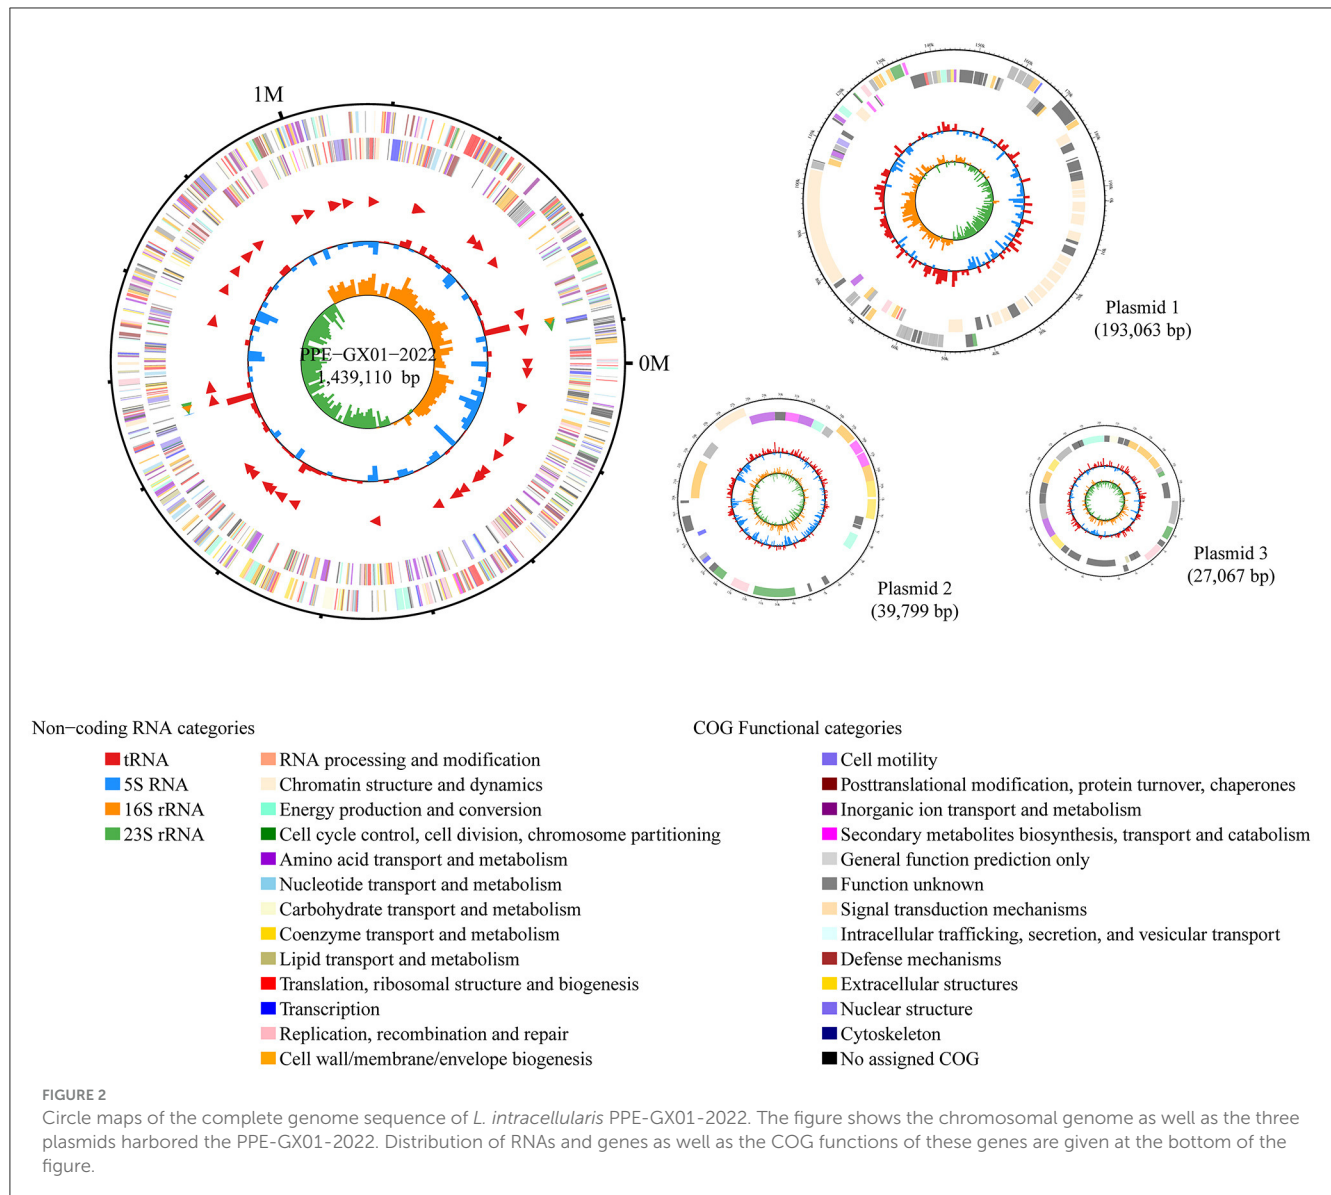 1M
0M
PPE−GX01−2022
1,439,110 bp
Plasmid 1
(193,063 bp)
Plasmid 2
(39,799 bp)
Plasmid 3
(27,067 bp)
Non−coding RNA categories
tRNA
5S RNA
16S rRNA
23S rRNA
RNA processing and modification
Chromatin structure and dynamics
Energy production and conversion
Cell cycle control, cell division, chromosome partitioning
Amino acid transport and metabolism
Nucleotide transport and metabolism
Carbohydrate transport and metabolism
Coenzyme transport and metabolism
Lipid transport and metabolism
Translation, ribosomal structure and biogenesis
Transcription
Replication, recombination and repair
Cell wall/membrane/envelope biogenesis
COG Functional categories
Cell motility
Posttranslational modification, protein turnover, chaperones
Inorganic ion transport and metabolism
Secondary metabolites biosynthesis, transport and catabolism
General function prediction only
Function unknown
Signal transduction mechanisms
Intracellular trafficking, secretion, and vesicular transport
Defense mechanisms
Extracellular structures
Nuclear structure
Cytoskeleton
No assigned COG
FIGURE 2
Circle maps of the complete genome sequence of L. intracellularis PPE-GX01-2022. The figure shows the chromosomal genome as well as the three
plasmids harbored the PPE-GX01-2022. Distribution of RNAs and genes as well as the COG functions of these genes are given at the bottom of the
figure.